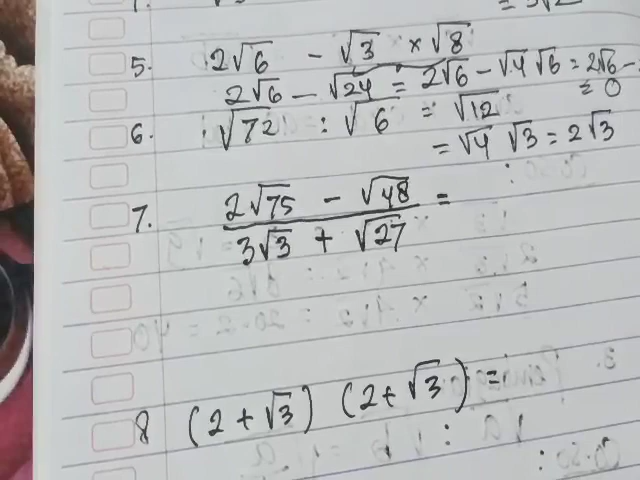 5. 2√6 - √3 × √8
2√6 - √24 = 2√6 - √4 √6 = 2√6 -
= 0
6. √72 : √6 = √12
= √4 √3 = 2√3
7. 2√75 - √48 =
3√3 + √27
8 (2 + √3) (2 + √3) =